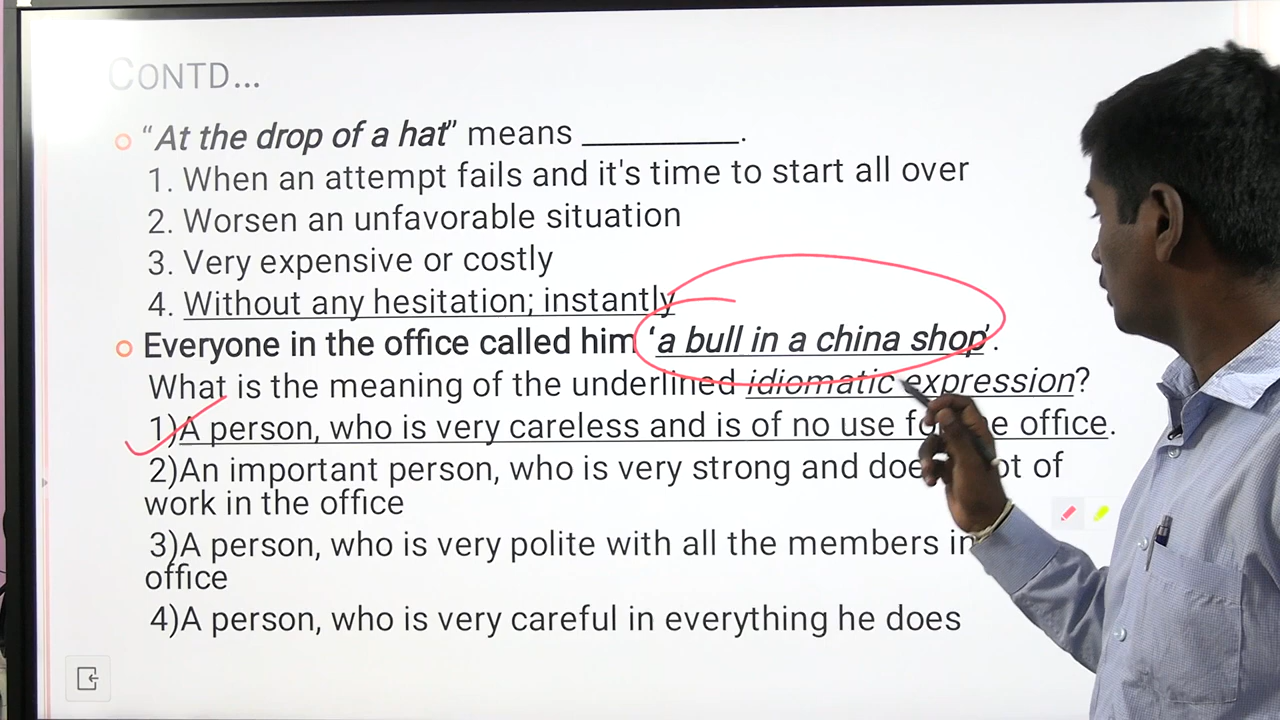 CONTD...
"At the drop of a hat" means __________.
1. When an attempt fails and it's time to start all over
2. Worsen an unfavorable situation
3. Very expensive or costly
4. Without any hesitation; instantly
Everyone in the office called him 'a bull in a china shop'.
What is the meaning of the underlined idiomatic expression?
1)A person, who is very careless and is of no use office.
2)An important person, who is very strong and of
work in the office
3)A person, who is very polite with all the members in
office
4)A person, who is very careful in everything he does